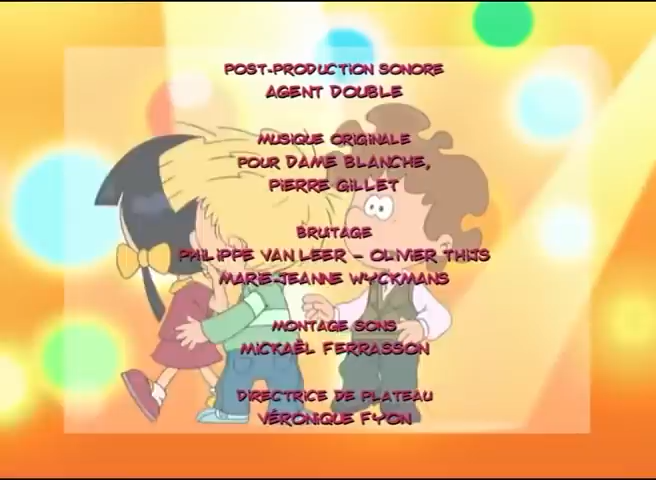 POST-PRODUCTION SONORE
AGENT DOUBLE
MUSIQUE ORIGINALE
POUR DAME BLANCHE,
PIERRE GILLET
BRUITAGE
PHILIPPE VAN LEER - OLIVIER THIJS
MARIE-JEANNE WYCKMANS
MONTAGE SONS
MICKAËL FERRASSON
DIRECTRICE DE PLATEAU
VÉRONIQUE FYON